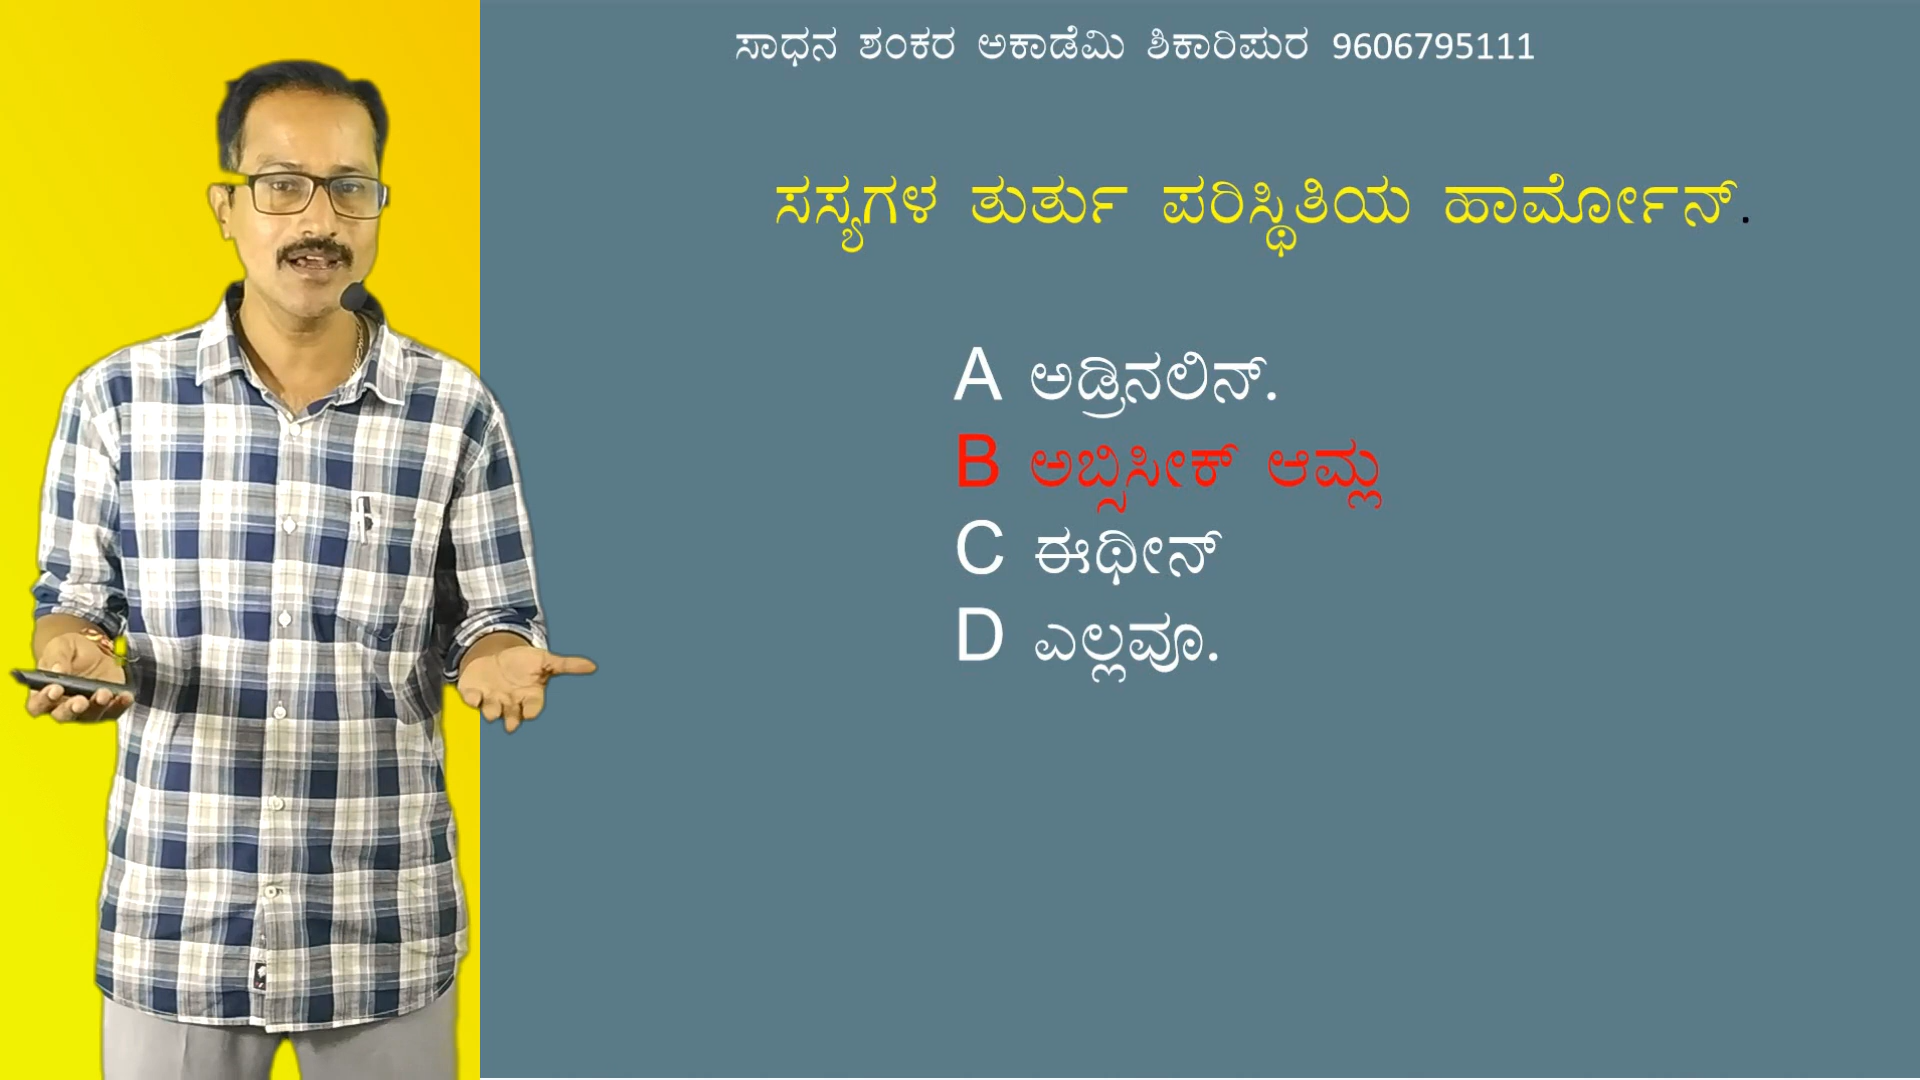 ಸಾಧನ ಶಂಕರ ಅಕಾಡೆಮಿ ಶಿಕಾರಿಪುರ 9606795111
ಸಸ್ಯಗಳ ತುರ್ತು ಪರಿಸ್ಥಿತಿಯ ಹಾರ್ಮೋನ್.
A ಅಡ್ರಿನಲಿನ್.
B ಅಬ್ಸಿಸೀಕ್ ಆಮ್ಲ
C ಈಥೀನ್
D ಎಲ್ಲವೂ.